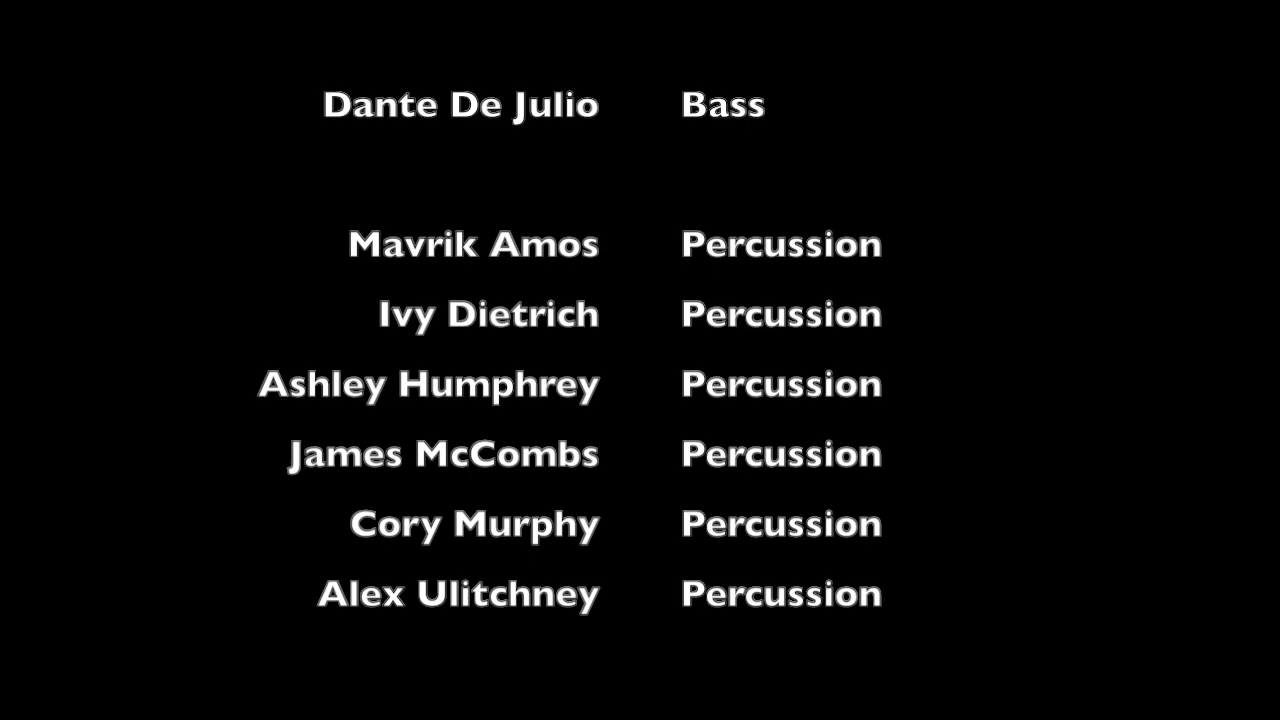 Dante De Julio Bass
Mavrik Amos Percussion
Ivy Dietrich Percussion
Ashley Humphrey Percussion
James McCombs Percussion
Cory Murphy Percussion
Alex Ulitchney Percussion